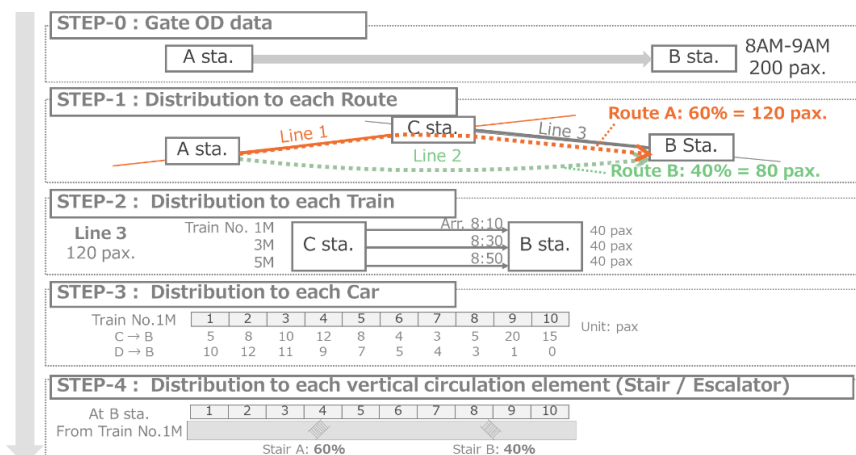 STEP-0 : Gate OD data
A sta.
B sta.
8AM-9AM
200 pax.
STEP-1 : Distribution to each Route
Route A: 60% = 120 pax.
C sta.
Line 1
Line 3
A sta.
B Sta.
Line 2
Route B: 40% = 80 pax.
STEP-2 : Distribution to each Train
Line 3
120 pax.
Train No. 1M
3M
5M
C sta.
Arr. 8:10
8:30
8:50
B sta.
40 pax
40 pax
40 pax
STEP-3 : Distribution to each Car
Train No.1M 1 2 3 4 5 6 7 8 9 10
C → B 5 8 10 12 8 4 3 5 20 15
D → B 10 12 11 9 7 5 4 3 1 0
Unit: pax
STEP-4 : Distribution to each vertical circulation element (Stair / Escalator)
At B sta. 1 2 3 4 5 6 7 8 9 10
From Train No.1M
Stair A: 60% Stair B: 40%